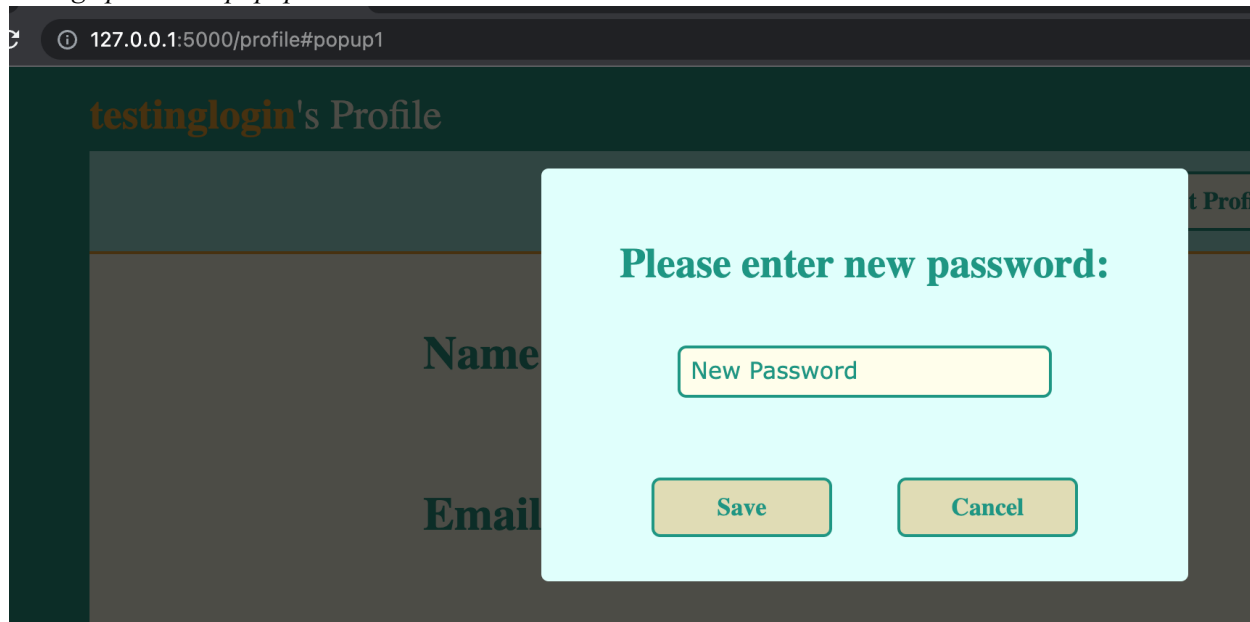 127.0.0.1:5000/profile#popup1
testinglogin's Profile
t Prof
Please enter new password:
Name
New Password
Email
Save
Cancel